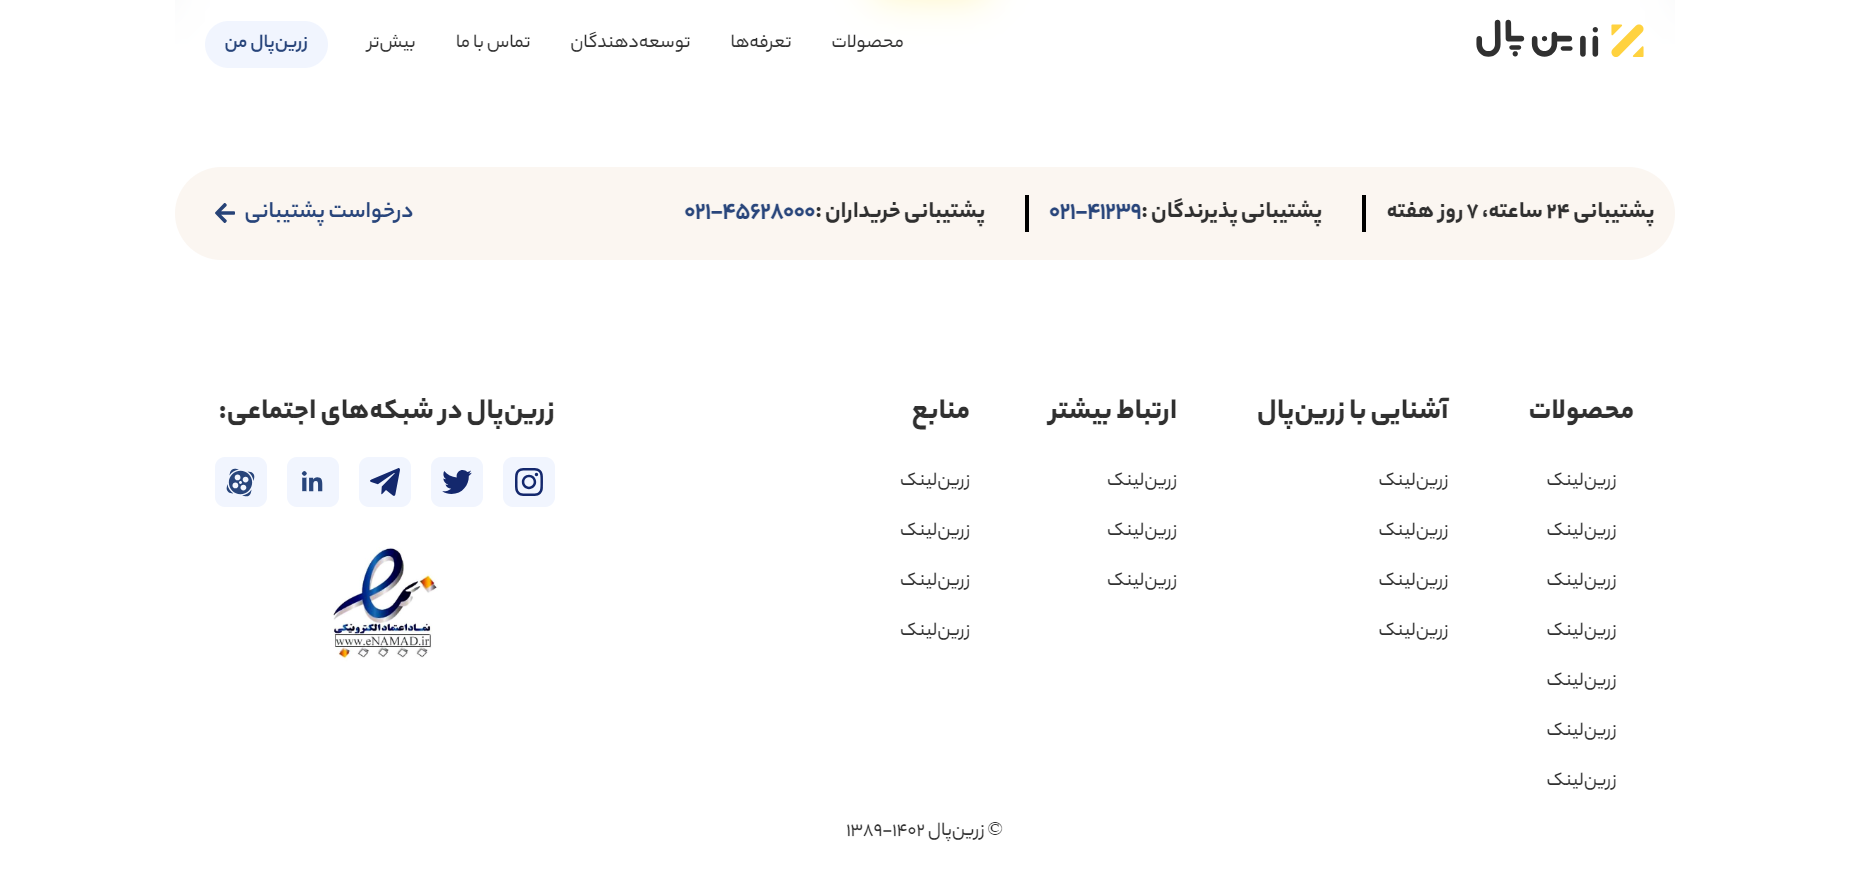 زرین پال
محصولات
تعرفه‌ها
توسعه‌دهندگان
تماس با ما
بیش‌تر
زرین‌پال من
پشتیبانی ۲۴ ساعته، ۷ روز هفته
پشتیبانی پذیرندگان :۰۲۱-۴۱۲۳۹
پشتیبانی خریداران :۰۲۱-۴۵۶۲۸۰۰۰
درخواست پشتیبانی
محصولات
زرین‌لینک
زرین‌لینک
زرین‌لینک
زرین‌لینک
زرین‌لینک
زرین‌لینک
زرین‌لینک
آشنایی با زرین‌پال
زرین‌لینک
زرین‌لینک
زرین‌لینک
زرین‌لینک
ارتباط بیشتر
زرین‌لینک
زرین‌لینک
زرین‌لینک
منابع
زرین‌لینک
زرین‌لینک
زرین‌لینک
زرین‌لینک
زرین‌پال در شبکه‌های اجتماعی:
in
نماد اعتماد الکترونیکی
www.eNAMAD.ir
© زرین‌پال ۱۴۰۲-۱۳۸۹